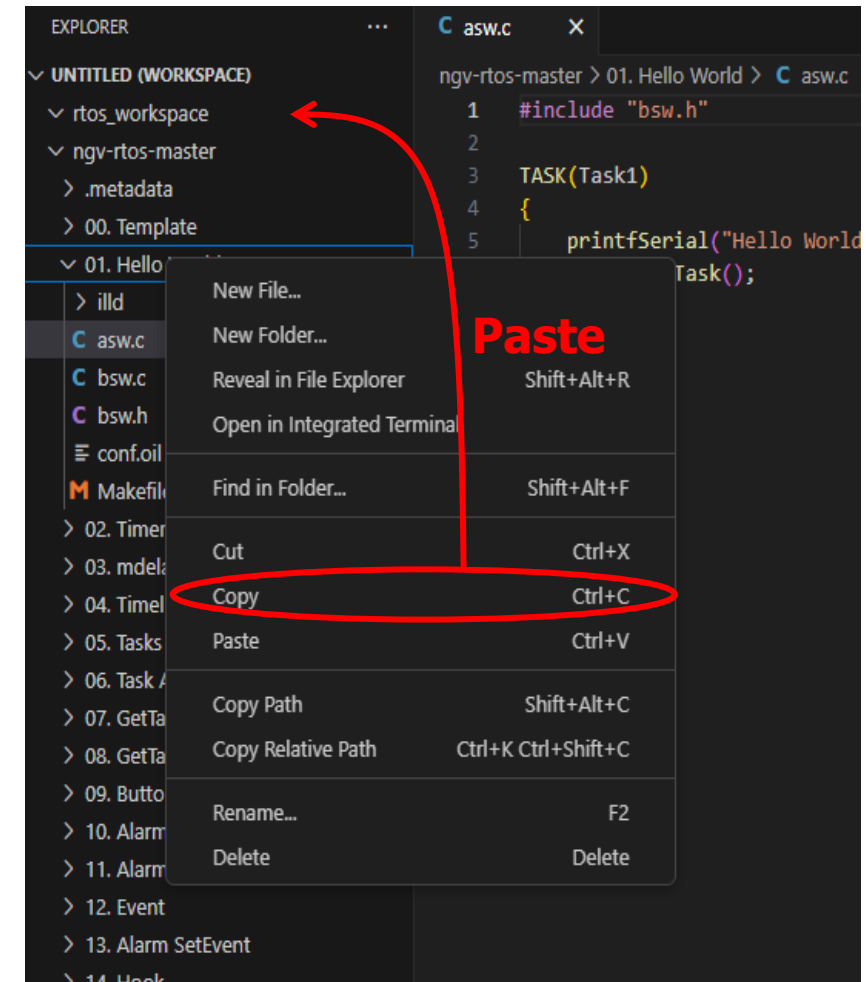 EXPLORER ...
UNTITLED (WORKSPACE)
rtos_workspace
ngv-rtos-master
.metadata
00. Template
01. Hello
illd
C asw.c
C bsw.c
C bsw.h
conf.oil
M Makefile
02. Timer
03. mdela
04. Timel
05. Tasks
06. Task A
07. GetTa
08. GetTa
09. Butto
10. Alarm
11. Alarm
12. Event
13. Alarm SetEvent
14. Hook
New File...
New Folder...
Reveal in File Explorer Shift+Alt+R
Open in Integrated Terminal
Find in Folder... Shift+Alt+F
Cut Ctrl+X
Copy Ctrl+C
Paste Ctrl+V
Copy Path Shift+Alt+C
Copy Relative Path Ctrl+K Ctrl+Shift+C
Rename... F2
Delete Delete
Paste
C asw.c ×
ngv-rtos-master > 01. Hello World > C asw.c
1 #include "bsw.h"
2
3 TASK(Task1)
4 {
5 printfSerial("Hello World
Task();